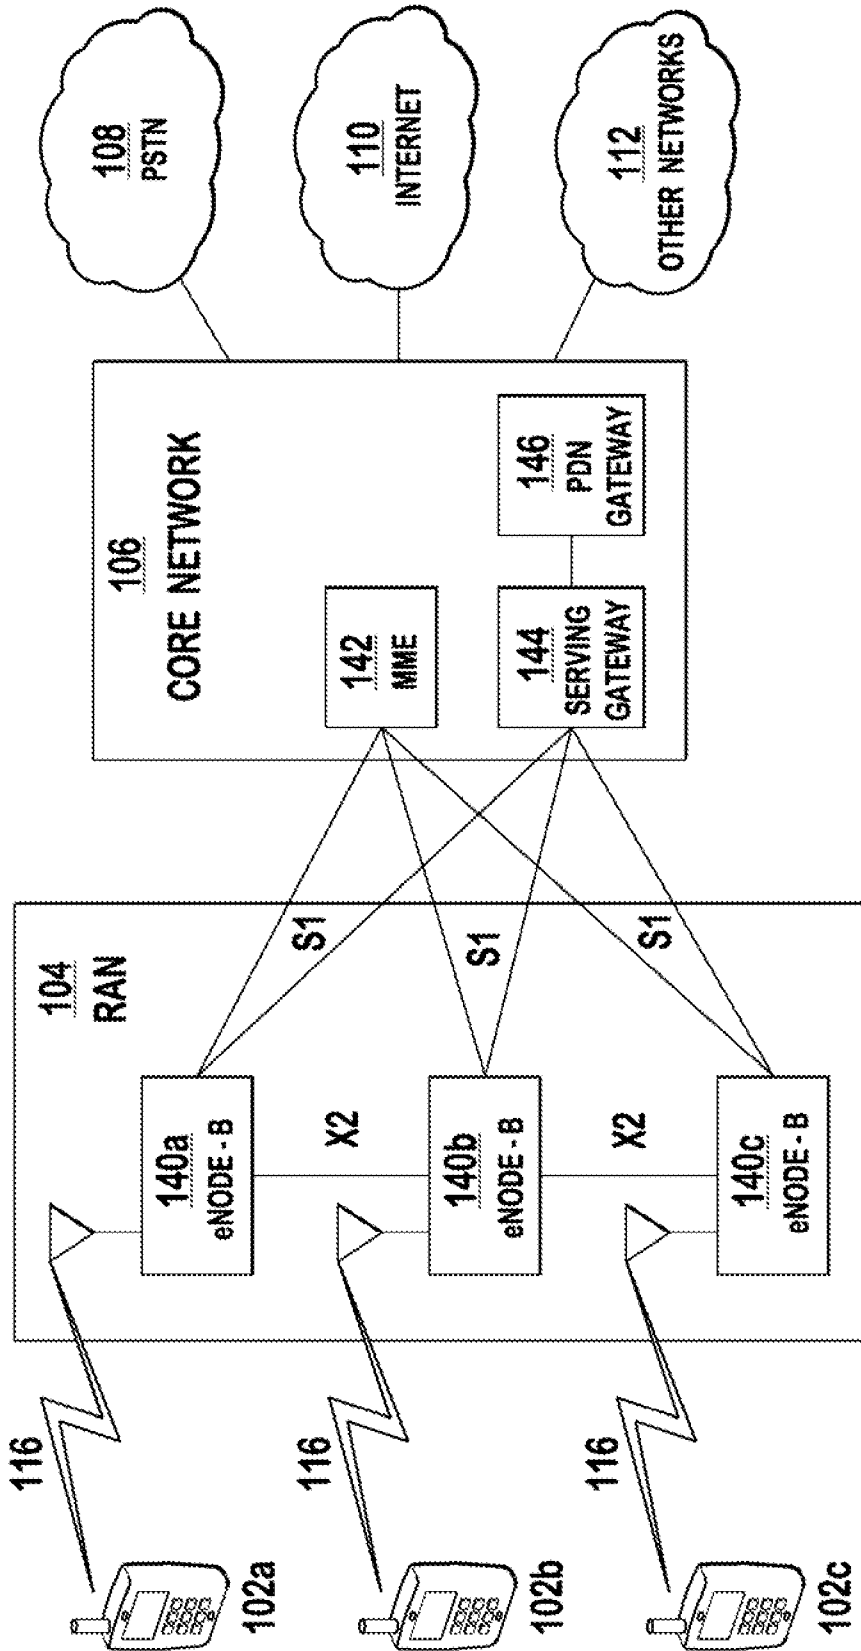 102a
116
140a
eNODE - B
104
RAN
S1
X2
102b
116
140b
eNODE - B
S1
X2
102c
116
140c
eNODE - B
S1
106
CORE NETWORK
142
MME
144
SERVING
GATEWAY
146
PDN
GATEWAY
108
PSTN
110
INTERNET
112
OTHER NETWORKS